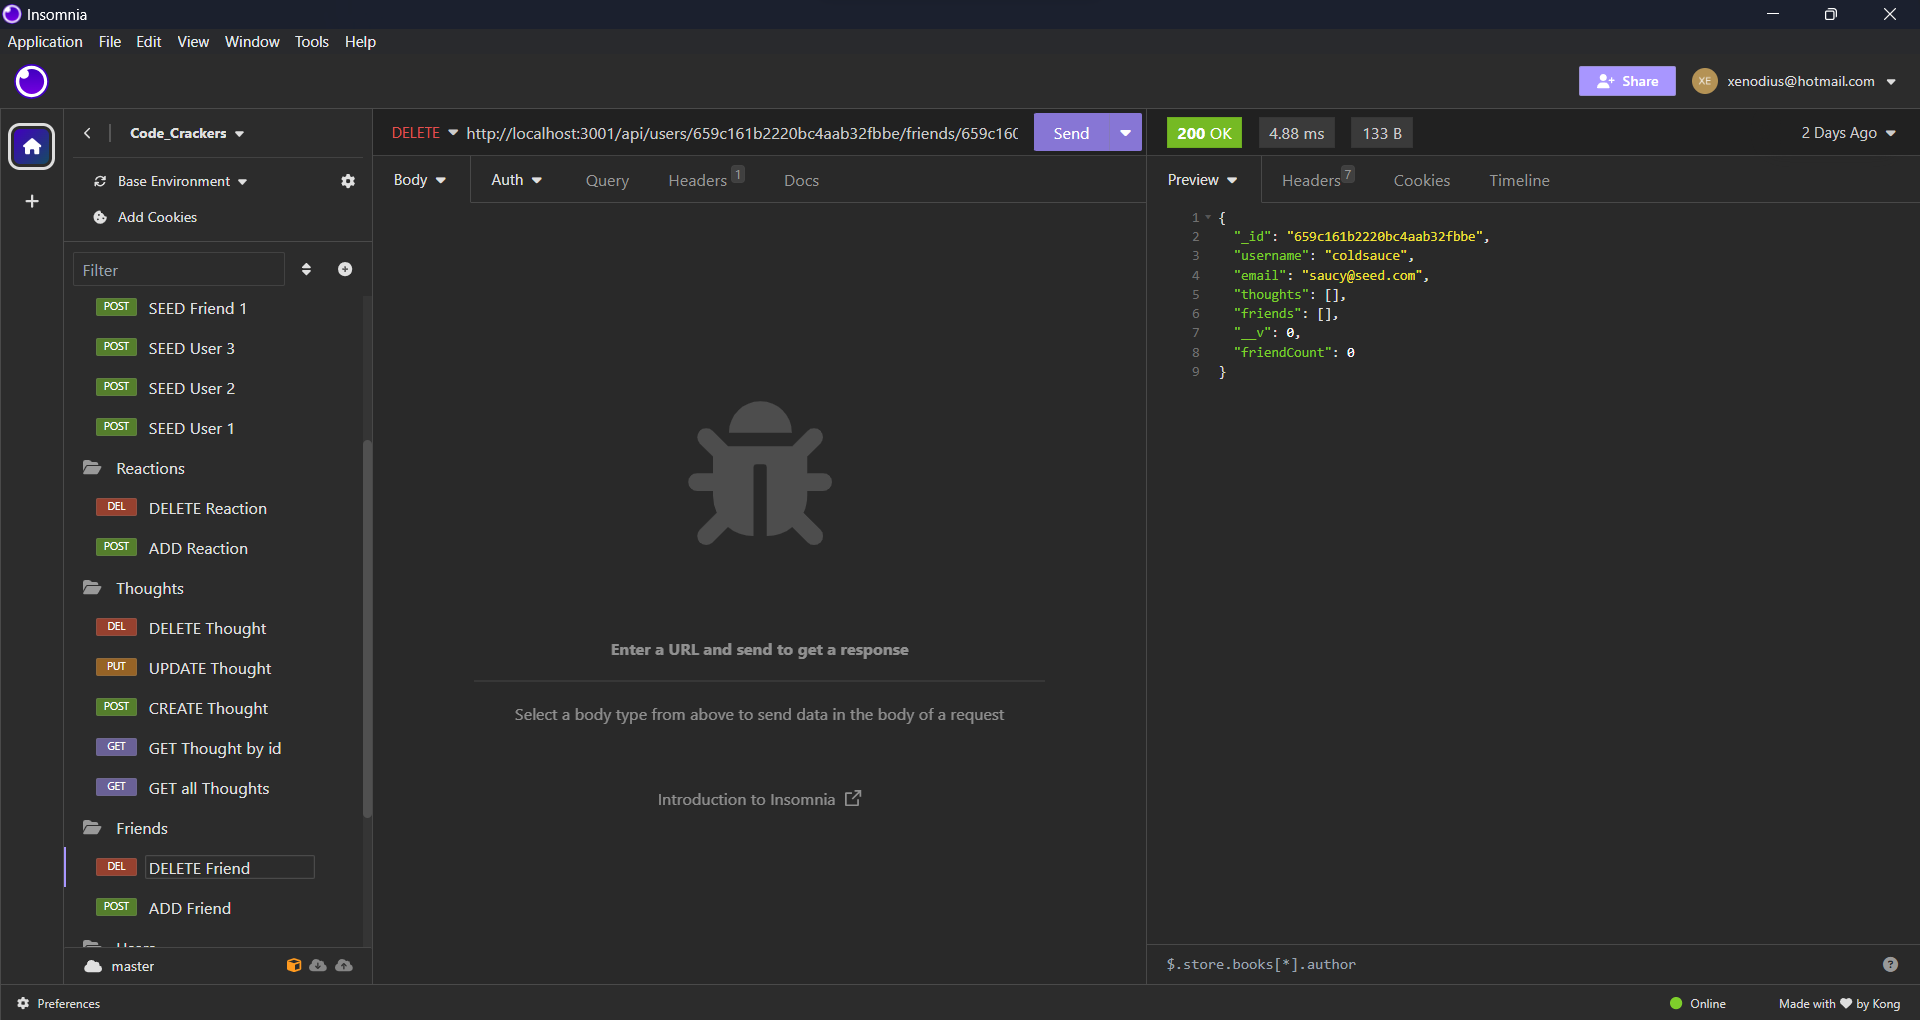 Insomnia
Application File Edit View Window Tools Help
Share XE xenodius@hotmail.com
Code_Crackers
Base Environment
Add Cookies
Filter
POST SEED Friend 1
POST SEED User 3
POST SEED User 2
POST SEED User 1
Reactions
DEL DELETE Reaction
POST ADD Reaction
Thoughts
DEL DELETE Thought
PUT UPDATE Thought
POST CREATE Thought
GET GET Thought by id
GET GET all Thoughts
Friends
DEL DELETE Friend
POST ADD Friend
master
DELETE http://localhost:3001/api/users/659c161b2220bc4aab32fbbe/friends/659c160 Send
Body Auth Query Headers 1 Docs
Enter a URL and send to get a response
Select a body type from above to send data in the body of a request
Introduction to Insomnia
200 OK 4.88 ms 133 B 2 Days Ago
Preview Headers 7 Cookies Timeline
1 {
2 "_id": "659c161b2220bc4aab32fbbe",
3 "username": "coldsauce",
4 "email": "saucy@seed.com",
5 "thoughts": [],
6 "friends": [],
7 "__v": 0,
8 "friendCount": 0
9 }
$.store.books[*].author ?
Preferences Online Made with ❤ by Kong